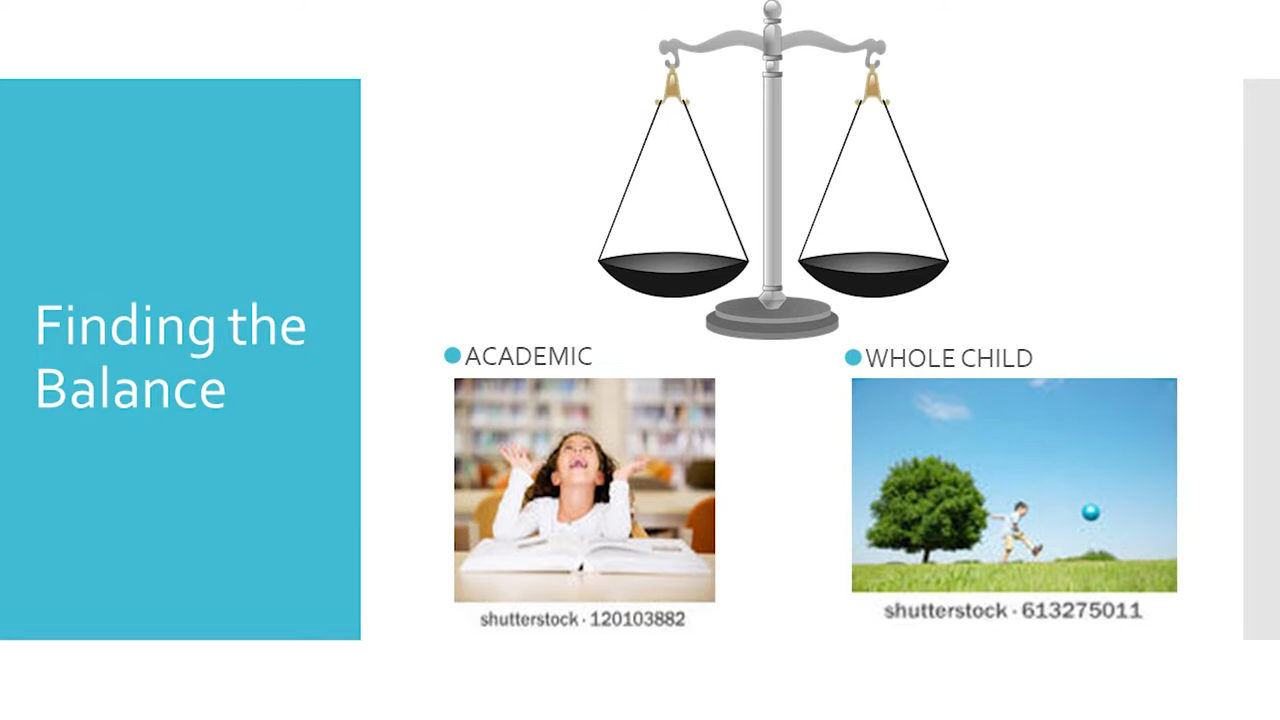 Finding the
Balance
ACADEMIC
WHOLE CHILD
shutterstock · 120103882
shutterstock · 613275011